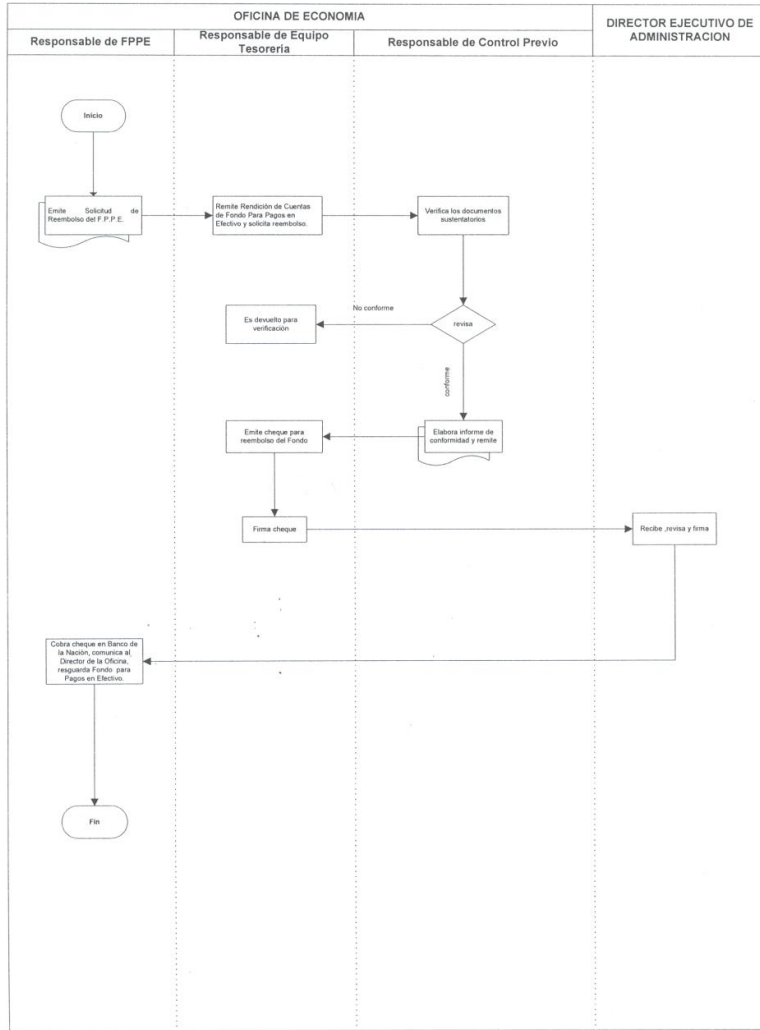 OFICINA DE ECONOMIA
DIRECTOR EJECUTIVO DE
ADMINISTRACION
Responsable de FPPE
Responsable de Equipo
Tesorería
Responsable de Control Previo
Inicio
Emite Solicitud de
Reembolso del F.P.P.E.
Remite Rendición de Cuentas
de Fondo Para Pagos en
Efectivo y solicita reembolso.
Verifica los documentos
sustentatorios
No conforme
Es devuelto para
verificación
revisa
conforme
Emite cheque para
reembolso del Fondo
Elabora informe de
conformidad y remite
Firma cheque
Recibe ,revisa y firma
Cobra cheque en Banco de
la Nación, comunica al
Director de la Oficina,
resguarda Fondo para
Pagos en Efectivo.
Fin